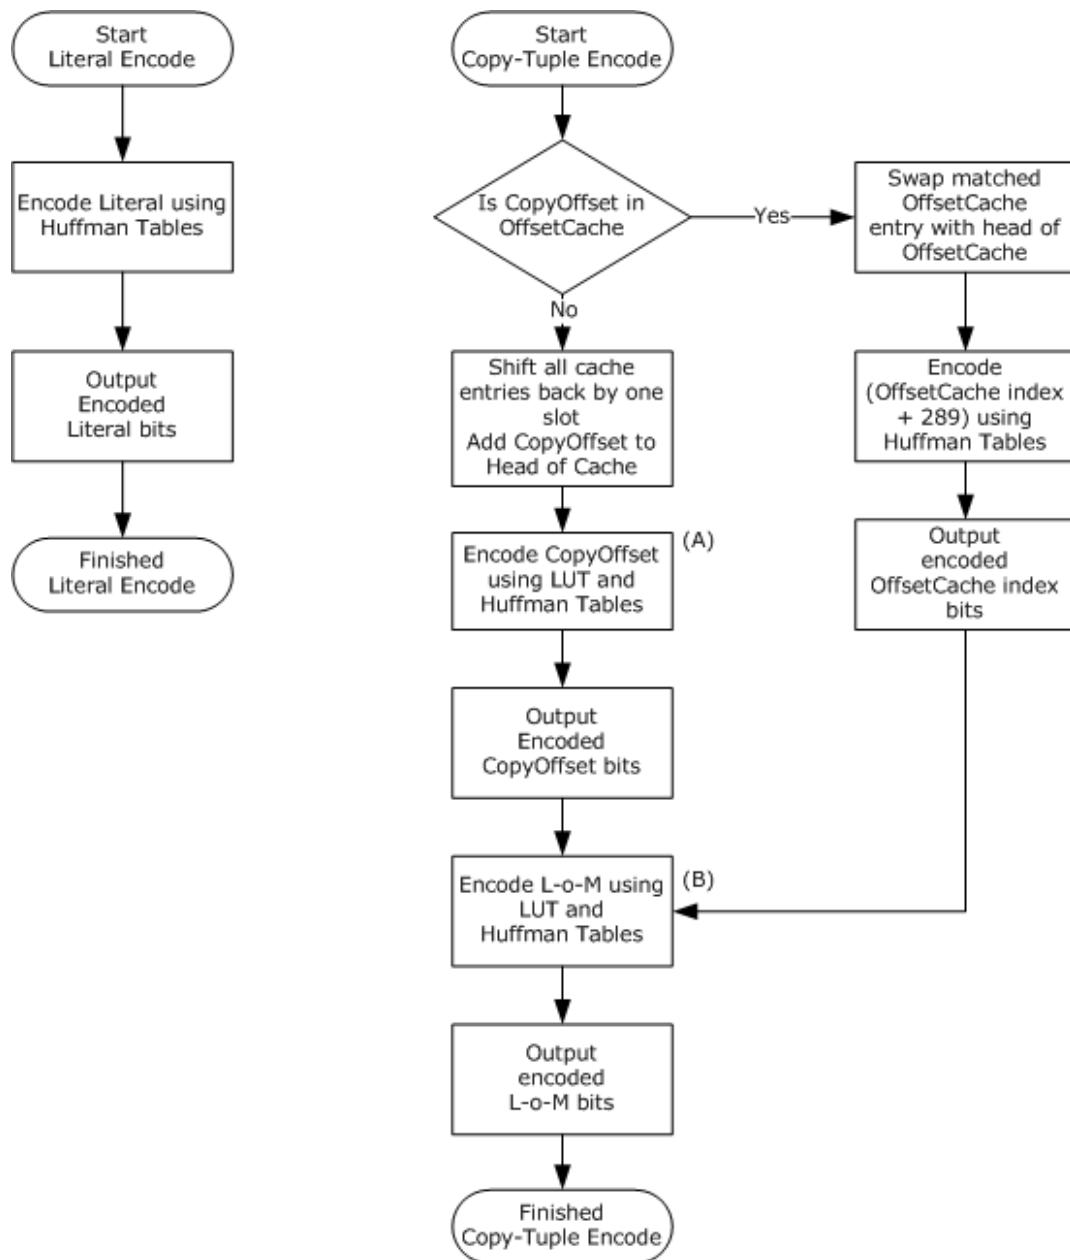 Start
Literal Encode
Encode Literal using
Huffman Tables
Output
Encoded
Literal bits
Finished
Literal Encode
Start
Copy-Tuple Encode
Is CopyOffset in
OffsetCache
Yes
No
Swap matched
OffsetCache
entry with head of
OffsetCache
Encode
(OffsetCache index
+ 289) using
Huffman Tables
Output
encoded
OffsetCache index
bits
Shift all cache
entries back by one
slot
Add CopyOffset to
Head of Cache
Encode CopyOffset
using LUT and
Huffman Tables
(A)
Output
Encoded
CopyOffset bits
Encode L-o-M using
LUT and
Huffman Tables
(B)
Output
encoded
L-o-M bits
Finished
Copy-Tuple Encode